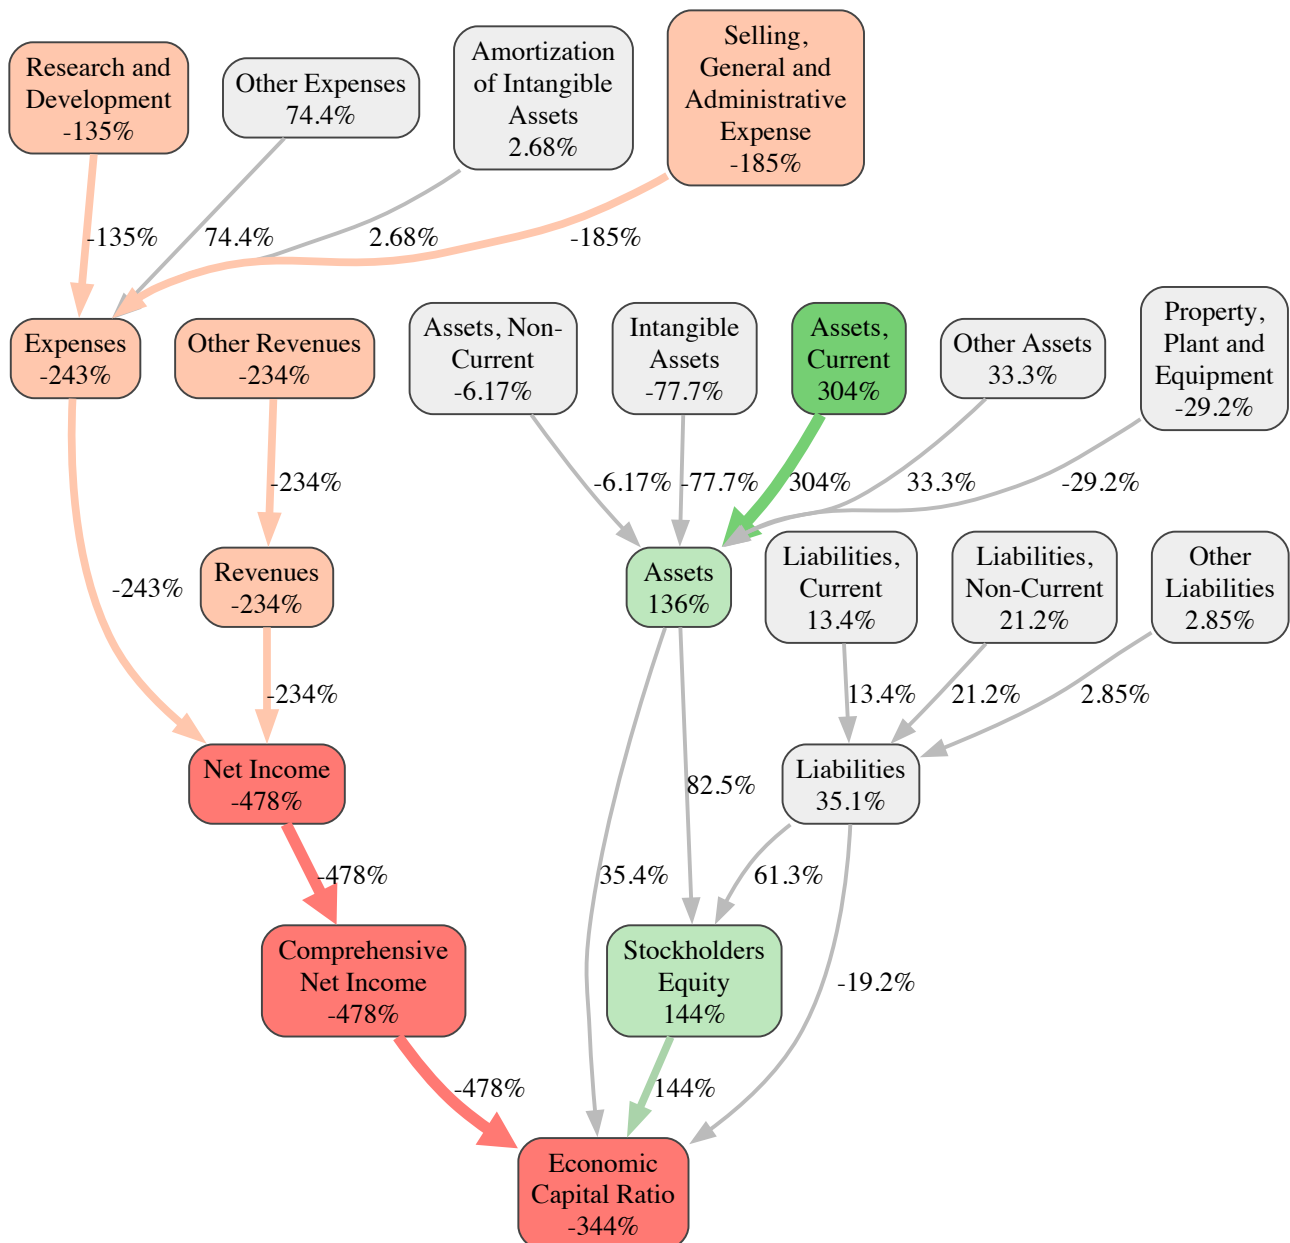 Research and
Development
-135%
Other Expenses
74.4%
Amortization
of Intangible
Assets
2.68%
Selling,
General and
Administrative
Expense
-185%
-135%
74.4%
2.68%
-185%
Expenses
-243%
Other Revenues
-234%
Assets, Non-
Current
-6.17%
Intangible
Assets
-77.7%
Assets,
Current
304%
Other Assets
33.3%
Property,
Plant and
Equipment
-29.2%
-234%
-6.17%
-77.7%
304%
33.3%
-29.2%
-243%
Revenues
-234%
Assets
136%
Liabilities,
Current
13.4%
Liabilities,
Non-Current
21.2%
Other
Liabilities
2.85%
-234%
13.4%
21.2%
2.85%
Net Income
-478%
82.5%
Liabilities
35.1%
-478%
35.4%
61.3%
Comprehensive
Net Income
-478%
Stockholders
Equity
144%
-19.2%
-478%
144%
Economic
Capital Ratio
-344%